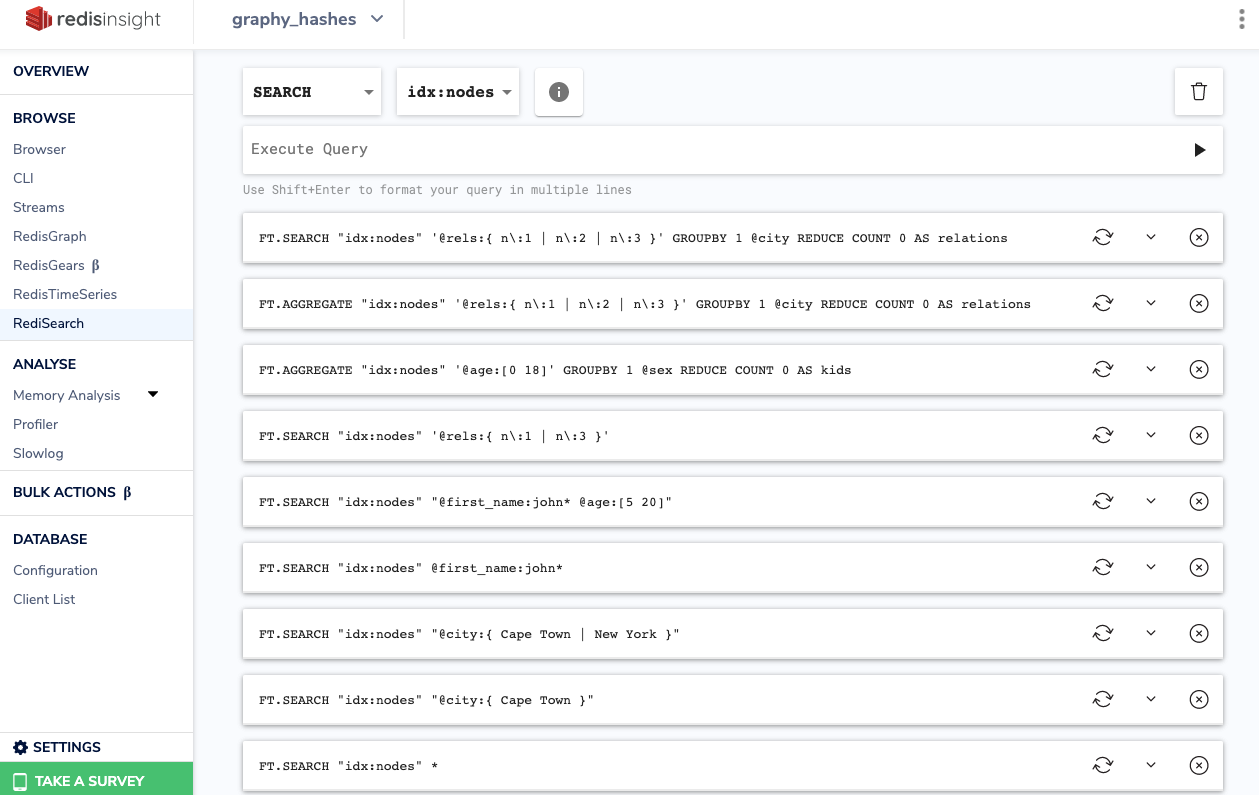 redisinsight
graphy_hashes
OVERVIEW
BROWSE
Browser
CLI
Streams
RedisGraph
RedisGears β
RedisTimeSeries
RediSearch
ANALYSE
Memory Analysis
Profiler
Slowlog
BULK ACTIONS β
DATABASE
Configuration
Client List
SETTINGS
TAKE A SURVEY
SEARCH
idx:nodes
Execute Query
Use Shift+Enter to format your query in multiple lines
FT.SEARCH "idx:nodes" '@rels:{ n\:1 | n\:2 | n\:3 }' GROUPBY 1 @city REDUCE COUNT 0 AS relations
FT.AGGREGATE "idx:nodes" '@rels:{ n\:1 | n\:2 | n\:3 }' GROUPBY 1 @city REDUCE COUNT 0 AS relations
FT.AGGREGATE "idx:nodes" '@age:[0 18]' GROUPBY 1 @sex REDUCE COUNT 0 AS kids
FT.SEARCH "idx:nodes" '@rels:{ n\:1 | n\:3 }'
FT.SEARCH "idx:nodes" "@first_name:john* @age:[5 20]"
FT.SEARCH "idx:nodes" @first_name:john*
FT.SEARCH "idx:nodes" "@city:{ Cape Town | New York }"
FT.SEARCH "idx:nodes" "@city:{ Cape Town }"
FT.SEARCH "idx:nodes" *